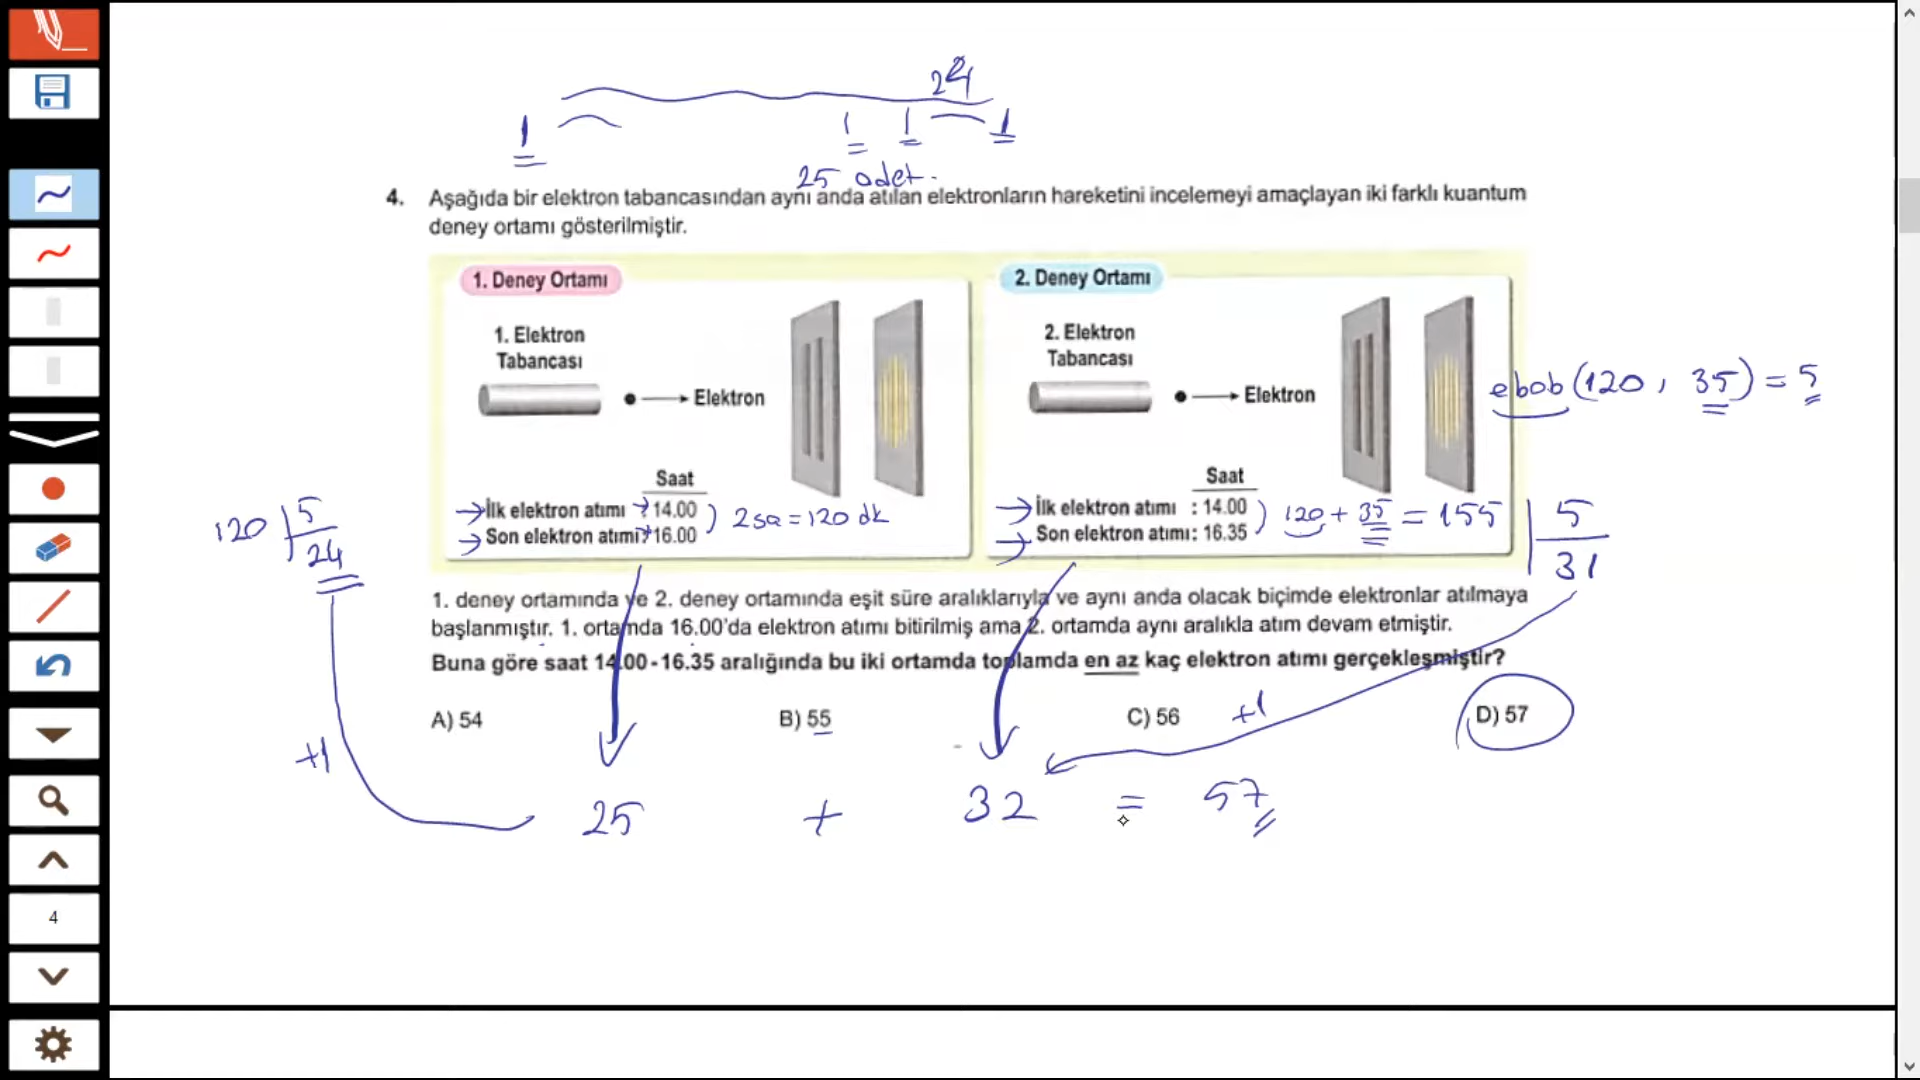 24
1 1 1 1
25 adet.
4. Aşağıda bir elektron tabancasından aynı anda atılan elektronların hareketini incelemeyi amaçlayan iki farklı kuantum
deney ortamı gösterilmiştir.
1. Deney Ortamı
1. Elektron
Tabancası
Elektron
Saat
İlk elektron atımı : 14.00
Son elektron atımı: 16.00
2sa = 120 dk
120 | 5
24
2. Deney Ortamı
2. Elektron
Tabancası
Elektron
Saat
İlk elektron atımı : 14.00
Son elektron atımı: 16.35
120 + 35 = 155 | 5
31
ebob(120, 35) = 5
1. deney ortamında ve 2. deney ortamında eşit süre aralıklarıyla ve aynı anda olacak biçimde elektronlar atılmaya
başlanmıştır. 1. ortamda 16.00'da elektron atımı bitirilmiş ama 2. ortamda aynı aralıkla atım devam etmiştir.
Buna göre saat 14.00-16.35 aralığında bu iki ortamda toplamda en az kaç elektron atımı gerçekleşmiştir?
A) 54 B) 55 C) 56 D) 57
+1
+1
25 + 32 = 57
4